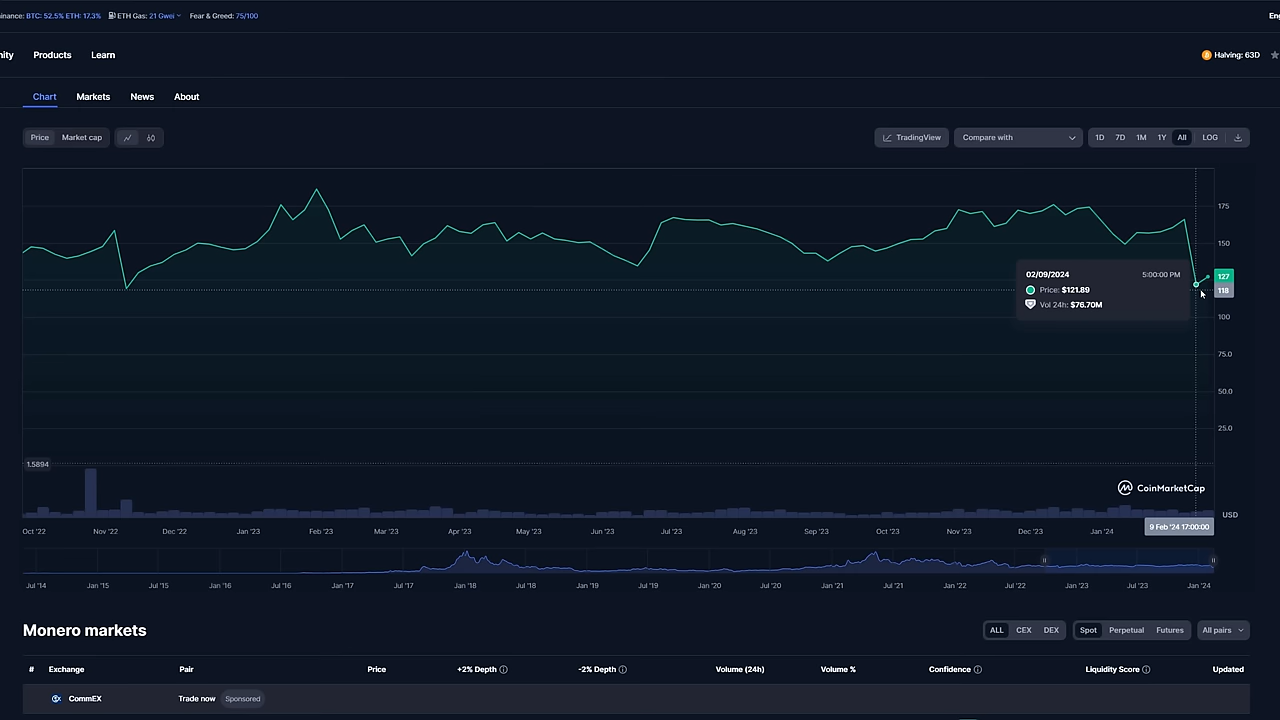 inance: BTC: 52.5% ETH: 17.3% ETH Gas: 21 Gwei Fear & Greed: 75/100 Eng
nity Products Learn Halving: 63D
Chart Markets News About
Price Market cap TradingView Compare with 1D 7D 1M 1Y All LOG
175
150
02/09/2024 5:00:00 PM
127
Price: $121.89
118
Vol 24h: $76.70M
100
75.0
50.0
25.0
1.5894
CoinMarketCap
USD
Oct '22 Nov '22 Dec '22 Jan '23 Feb '23 Mar '23 Apr '23 May '23 Jun '23 Jul '23 Aug '23 Sep '23 Oct '23 Nov '23 Dec '23 Jan '24 9 Feb '24 17:00:00
Jul '14 Jan '15 Jul '15 Jan '16 Jul '16 Jan '17 Jul '17 Jan '18 Jul '18 Jan '19 Jul '19 Jan '20 Jul '20 Jan '21 Jul '21 Jan '22 Jul '22 Jan '23 Jul '23 Jan '24
Monero markets ALL CEX DEX Spot Perpetual Futures All pairs
# Exchange Pair Price +2% Depth -2% Depth Volume (24h) Volume % Confidence Liquidity Score Updated
CommEX Trade now Sponsored